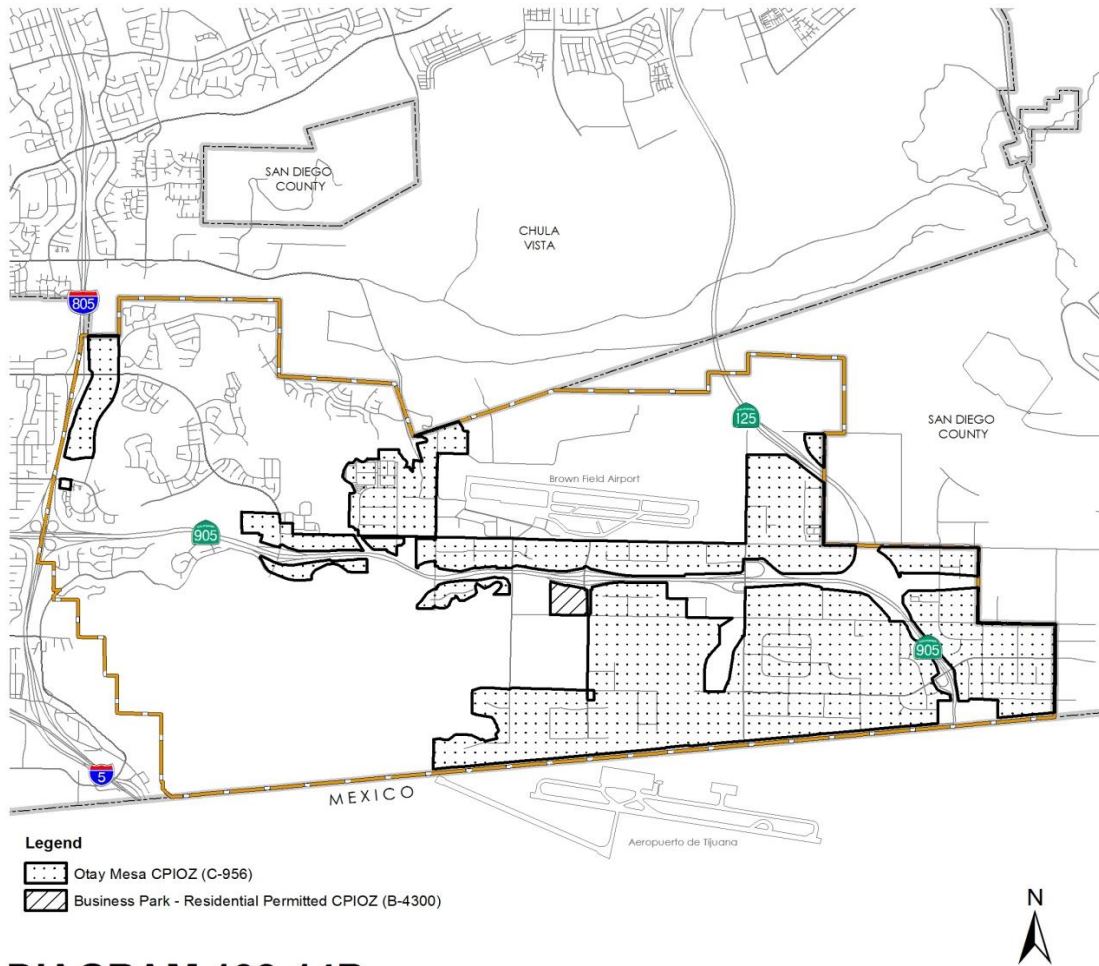 SAN DIEGO
COUNTY
CHULA
VISTA
805
125
SAN DIEGO
COUNTY
Brown Field Airport
905
905
5
MEXICO
Aeropuerto de Tijuana
Legend
Otay Mesa CPIOZ (C-956)
Business Park - Residential Permitted CPIOZ (B-4300)
N